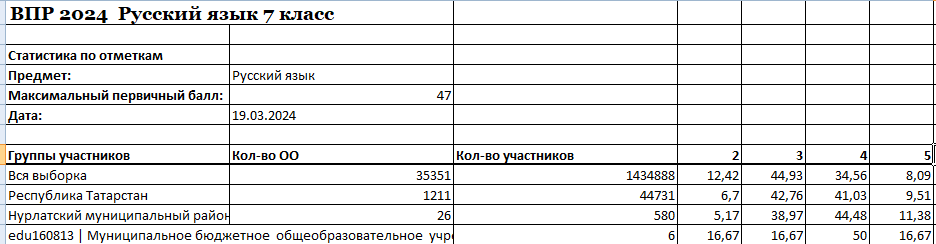 ВПР 2024 Русский язык 7 класс
Статистика по отметкам
Предмет: Русский язык
Максимальный первичный балл: 47
Дата: 19.03.2024
Группы участников Кол-во ОО Кол-во участников 2 3 4 5
Вся выборка 35351 1434888 12,42 44,93 34,56 8,09
Республика Татарстан 1211 44731 6,7 42,76 41,03 9,51
Нурлатский муниципальный район 26 580 5,17 38,97 44,48 11,38
edu160813 | Муниципальное бюджетное общеобразовательное учре 6 16,67 16,67 50 16,67